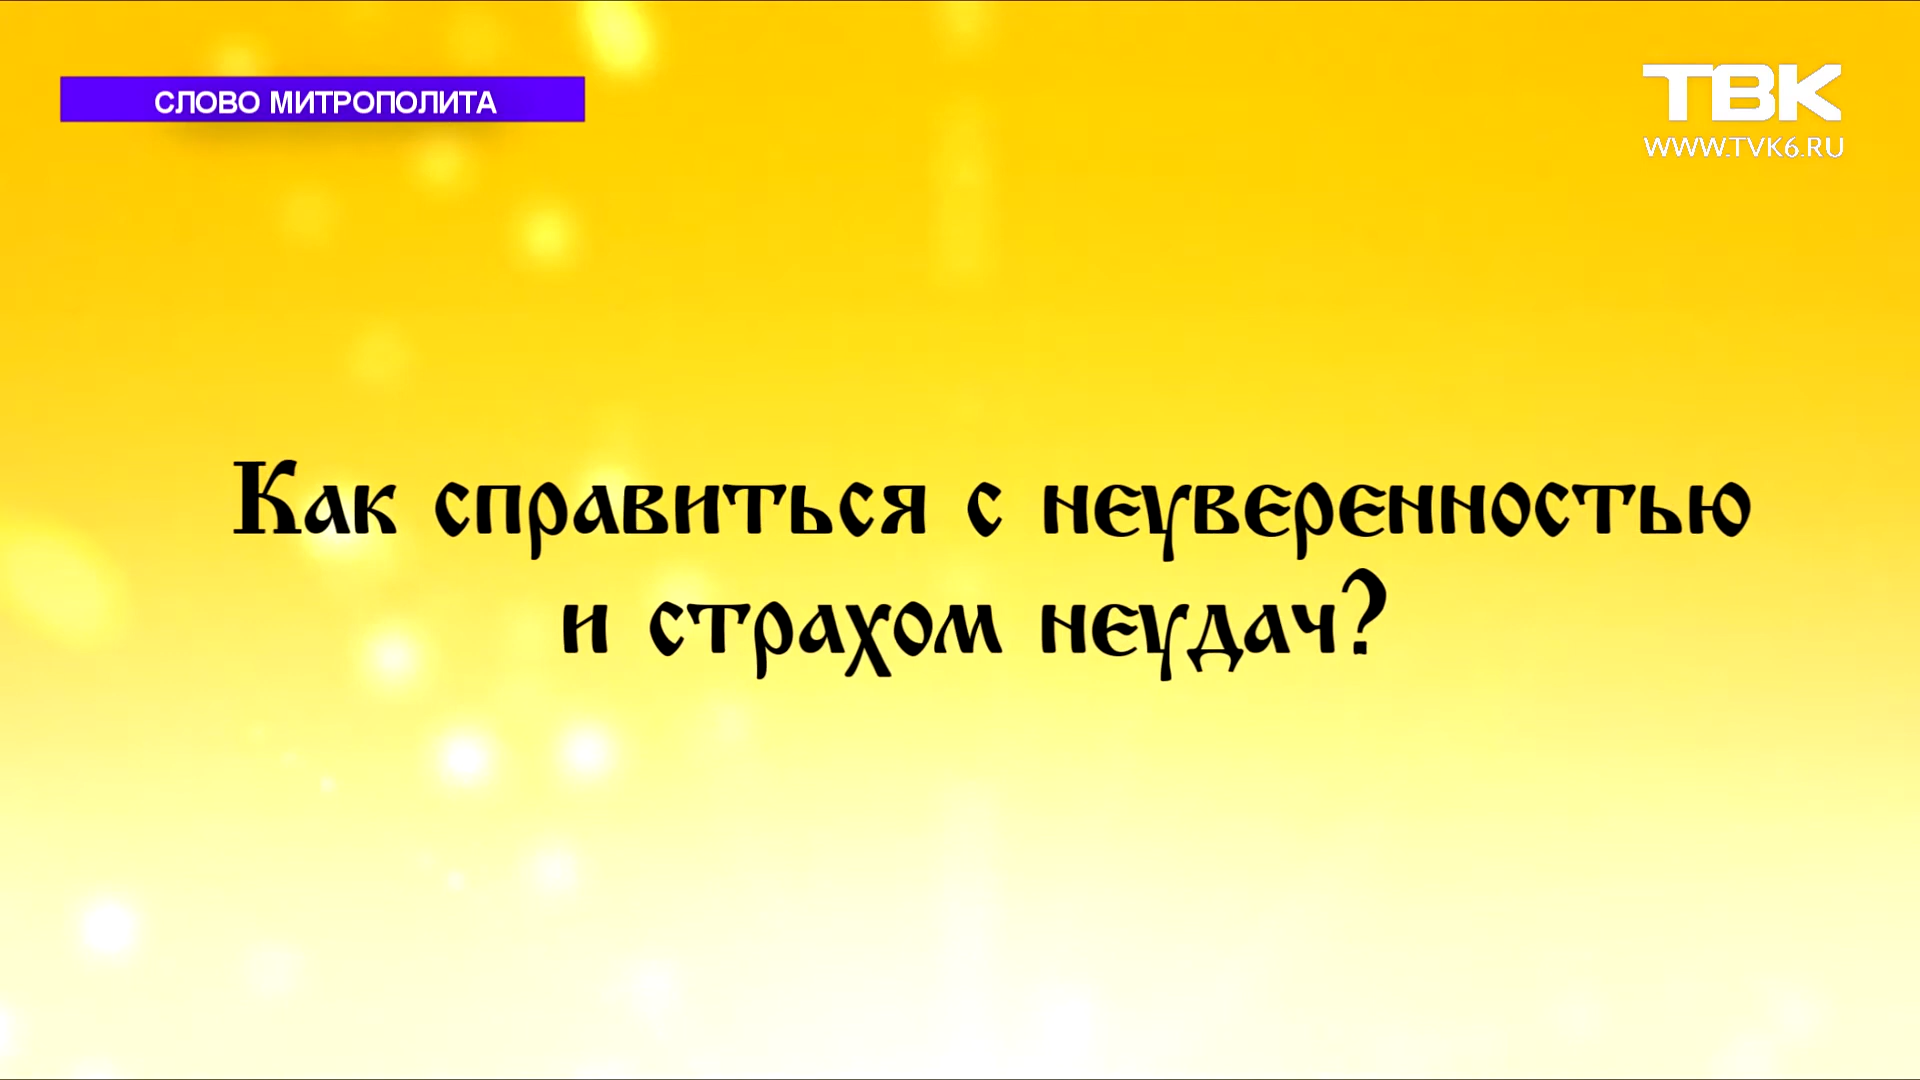 СЛОВО МИТРОПОЛИТА
ТВК
WWW.TVK6.RU
Как справиться с неуверенностью
и страхом неудач?